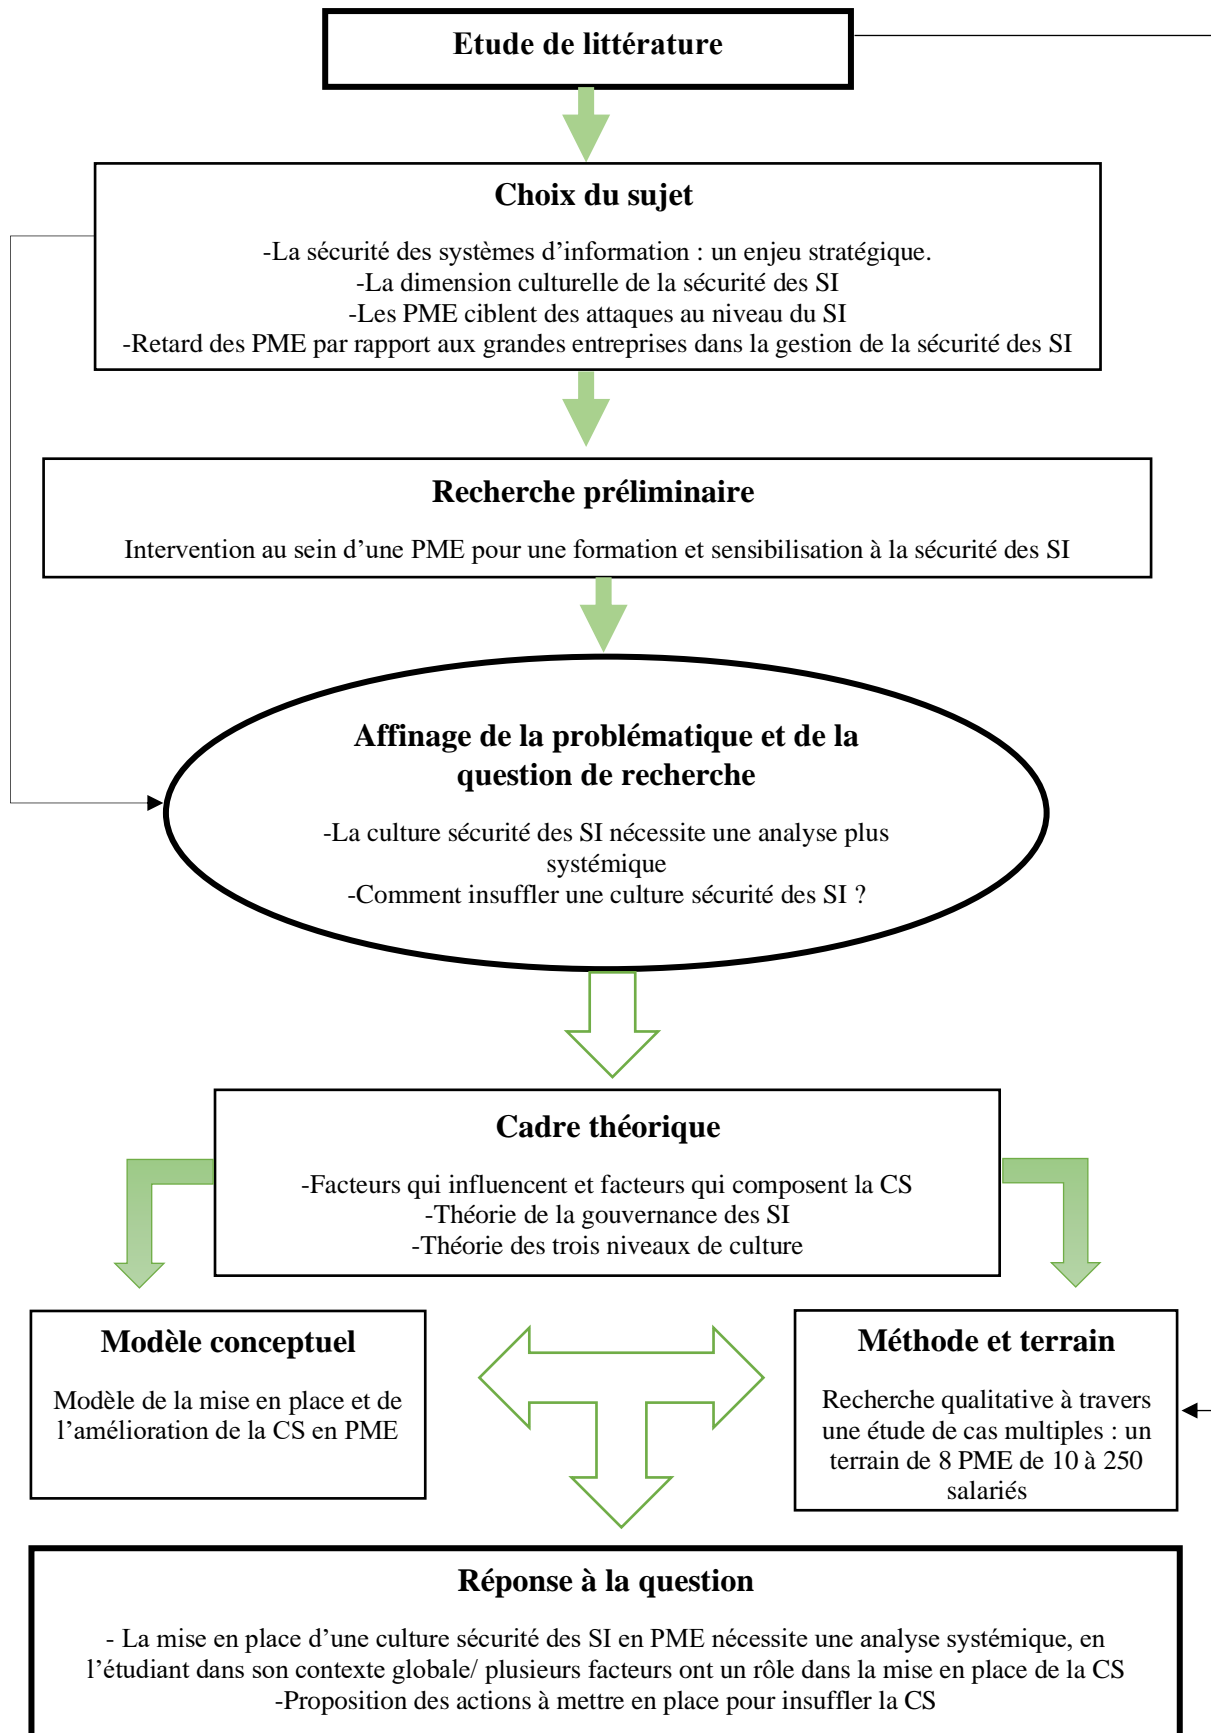 Etude de littérature
Choix du sujet
-La sécurité des systèmes d’information : un enjeu stratégique.
-La dimension culturelle de la sécurité des SI
-Les PME ciblent des attaques au niveau du SI
-Retard des PME par rapport aux grandes entreprises dans la gestion de la sécurité des SI
Recherche préliminaire
Intervention au sein d’une PME pour une formation et sensibilisation à la sécurité des SI
Affinage de la problématique et de la
question de recherche
-La culture sécurité des SI nécessite une analyse plus
systémique
-Comment insuffler une culture sécurité des SI ?
Cadre théorique
-Facteurs qui influencent et facteurs qui composent la CS
-Théorie de la gouvernance des SI
-Théorie des trois niveaux de culture
Modèle conceptuel
Modèle de la mise en place et de
l’amélioration de la CS en PME
Méthode et terrain
Recherche qualitative à travers
une étude de cas multiples : un
terrain de 8 PME de 10 à 250
salariés
Réponse à la question
- La mise en place d’une culture sécurité des SI en PME nécessite une analyse systémique, en
l’étudiant dans son contexte globale/ plusieurs facteurs ont un rôle dans la mise en place de la CS
-Proposition des actions à mettre en place pour insuffler la CS